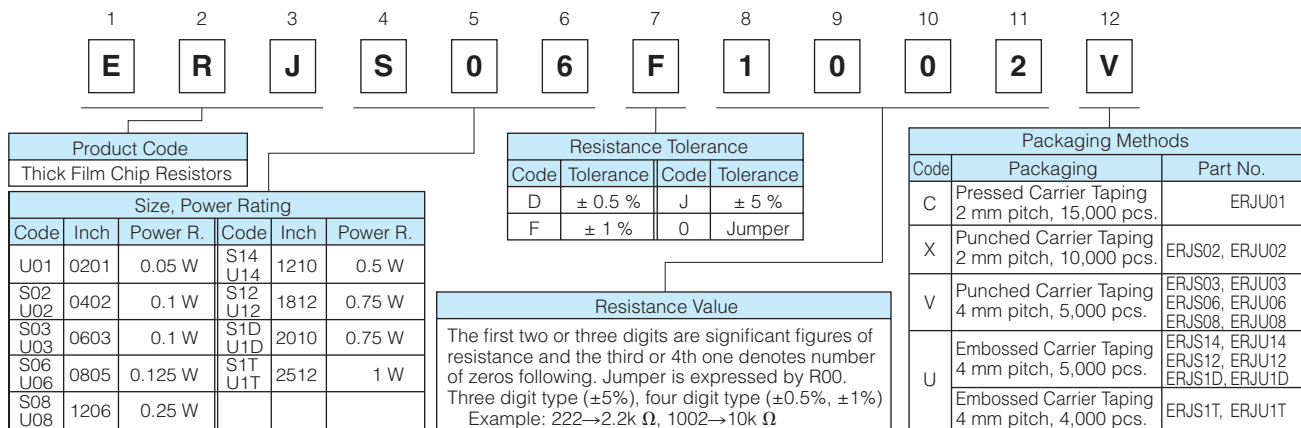 1 2 3 4 5 6 7 8 9 10 11 12
E R J S 0 6 F 1 0 0 2 V
Product Code
Thick Film Chip Resistors
Size, Power Rating
Code Inch Power R. Code Inch Power R.
U01 0201 0.05 W S14 U14 1210 0.5 W
S02 U02 0402 0.1 W S12 U12 1812 0.75 W
S03 U03 0603 0.1 W S1D U1D 2010 0.75 W
S06 U06 0805 0.125 W S1T U1T 2512 1 W
S08 U08 1206 0.25 W
Resistance Tolerance
Code Tolerance Code Tolerance
D ± 0.5 % J ± 5 %
F ± 1 % 0 Jumper
Resistance Value
The first two or three digits are significant figures of
resistance and the third or 4th one denotes number
of zeros following. Jumper is expressed by R00.
Three digit type (±5%), four digit type (±0.5%, ±1%)
Example: 222→2.2k Ω, 1002→10k Ω
Packaging Methods
Code Packaging Part No.
C Pressed Carrier Taping
2 mm pitch, 15,000 pcs. ERJU01
X Punched Carrier Taping
2 mm pitch, 10,000 pcs. ERJS02, ERJU02
V Punched Carrier Taping
4 mm pitch, 5,000 pcs.
ERJS03, ERJU03
ERJS06, ERJU06
ERJS08, ERJU08
U Embossed Carrier Taping
4 mm pitch, 5,000 pcs.
ERJS14, ERJU14
ERJS12, ERJU12
ERJS1D, ERJU1D
Embossed Carrier Taping
4 mm pitch, 4,000 pcs. ERJS1T, ERJU1T